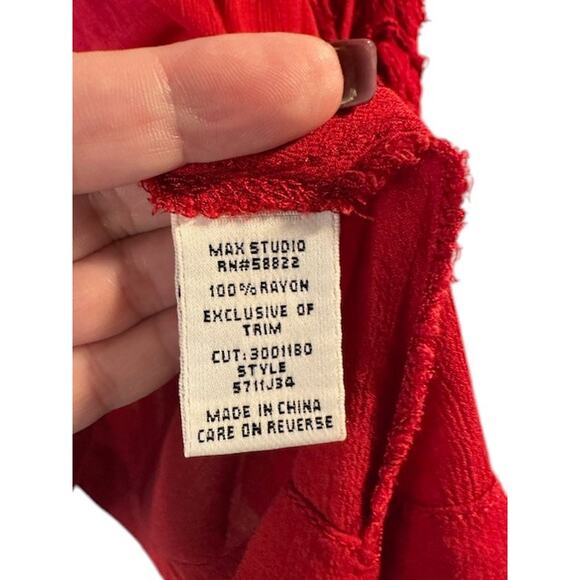 MAX STUDIO
RN#58822
100% RAYON
EXCLUSIVE OF
TRIM
CUT:3001180
STYLE
5711J34
MADE IN CHINA
CARE ON REVERSE